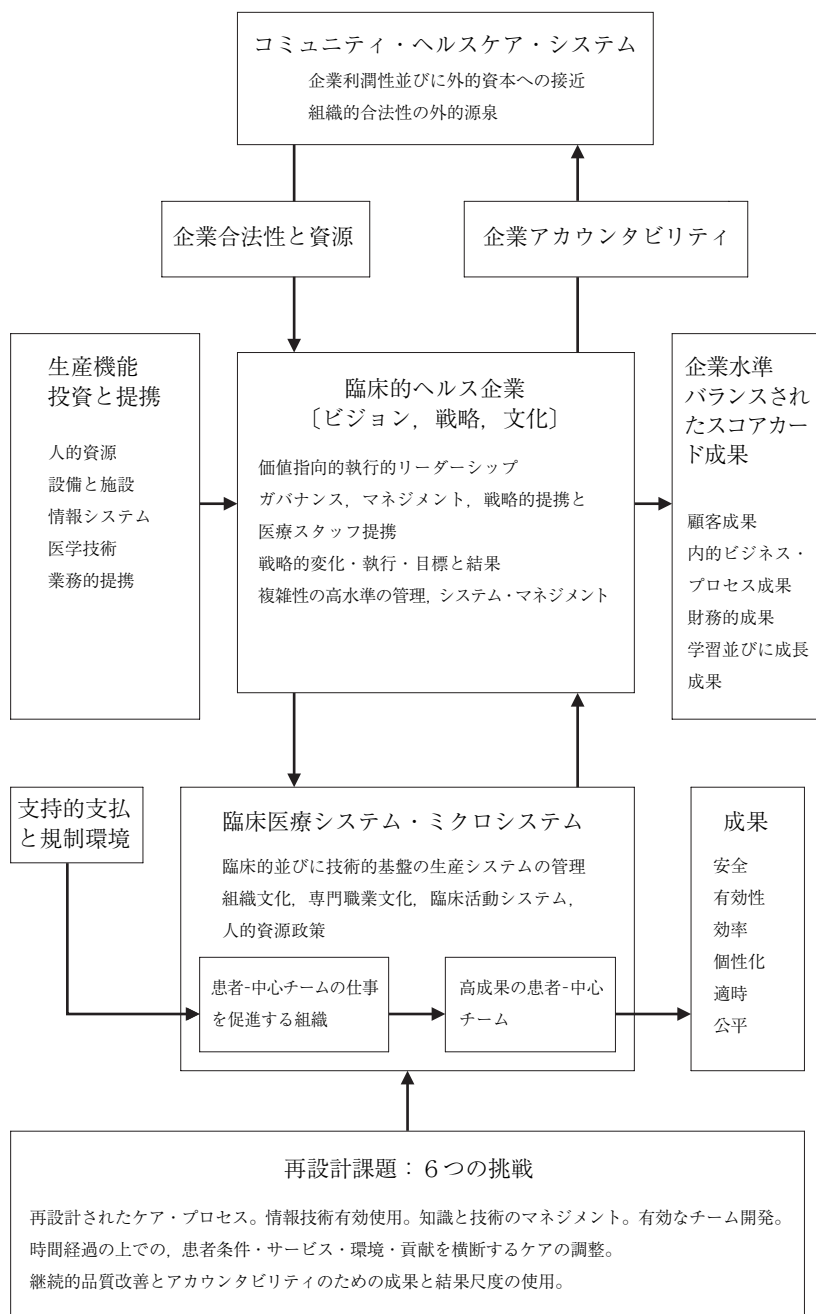 コミュニティ・ヘルスケア・システム
企業利潤性並びに外的資本への接近
組織的合法性の外的源泉
企業合法性と資源
企業アカウンタビリティ
生産機能
投資と提携
人的資源
設備と施設
情報システム
医学技術
業務的提携
臨床的ヘルス企業
〔ビジョン，戦略，文化〕
価値指向的執行的リーダーシップ
ガバナンス，マネジメント，戦略的提携と
医療スタッフ提携
戦略的変化・執行・目標と結果
複雑性の高水準の管理，システム・マネジメント
企業水準
バランスされ
たスコアカー
ド成果
顧客成果
内的ビジネス・
プロセス成果
財務的成果
学習並びに成長
成果
支持的支払
と規制環境
臨床医療システム・ミクロシステム
臨床的並びに技術的基盤の生産システムの管理
組織文化，専門職業文化，臨床活動システム，
人的資源政策
患者-中心チームの仕事
を促進する組織
高成果の患者-中心
チーム
成果
安全
有効性
効率
個性化
適時
公平
再設計課題：６つの挑戦
再設計されたケア・プロセス。情報技術有効使用。知識と技術のマネジメント。有効なチーム開発。
時間経過の上での，患者条件・サービス・環境・貢献を横断するケアの調整。
継続的品質改善とアカウンタビリティのための成果と結果尺度の使用。